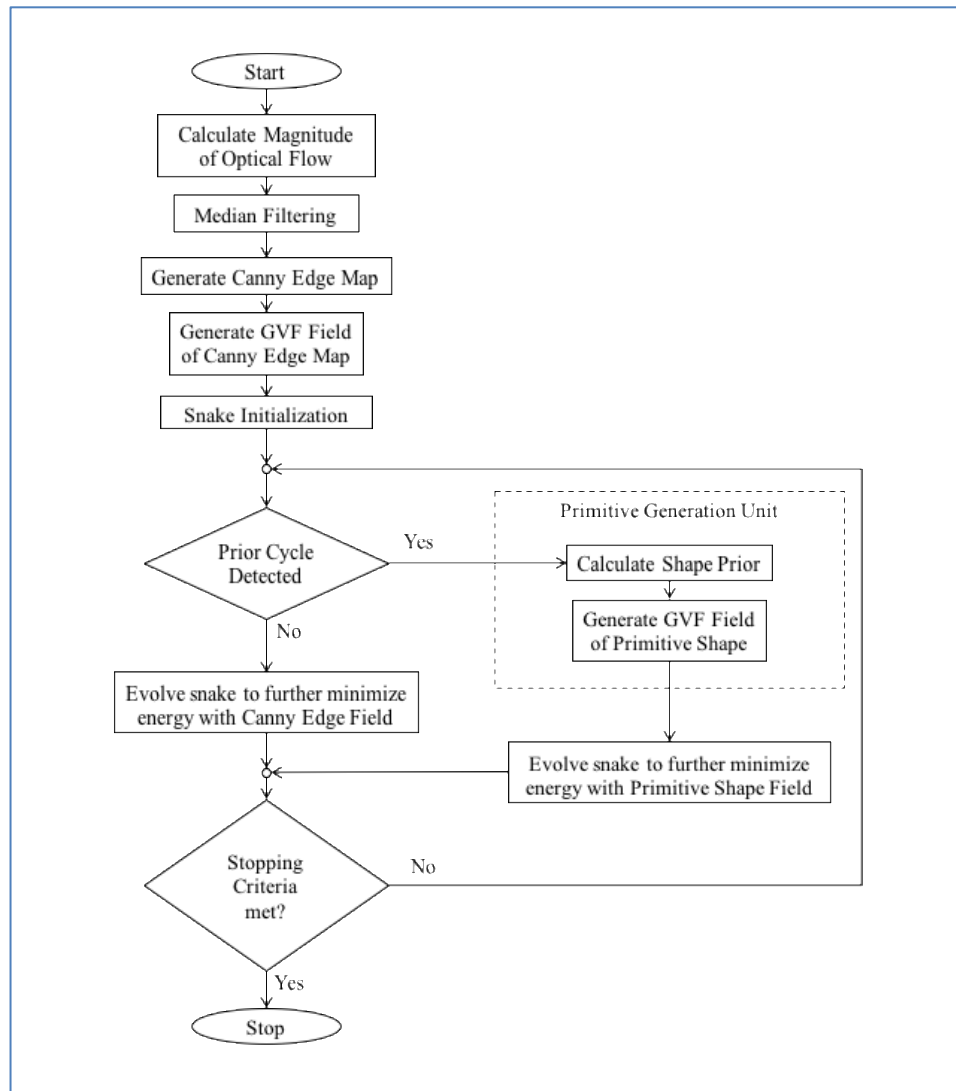 Start
Calculate Magnitude
of Optical Flow
Median Filtering
Generate Canny Edge Map
Generate GVF Field
of Canny Edge Map
Snake Initialization
Prior Cycle
Detected
Yes
No
Primitive Generation Unit
Calculate Shape Prior
Generate GVF Field
of Primitive Shape
Evolve snake to further minimize
energy with Canny Edge Field
Evolve snake to further minimize
energy with Primitive Shape Field
Stopping
Criteria
met?
No
Yes
Stop